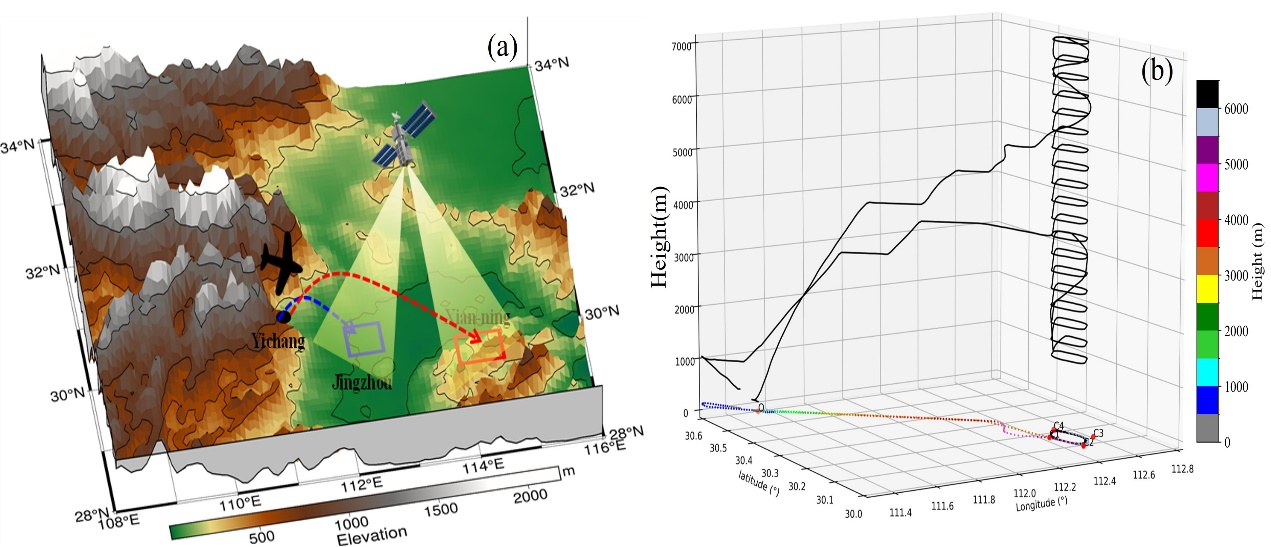 (a)
34°N
34°N
32°N
32°N
30°N
30°N
28°N
28°N
108°E
110°E
112°E
114°E
116°E
Yichang
Jingzhou
Xian-ning
m
500
1000
1500
2000
Elevation
(b)
Height(m)
7000
6000
5000
4000
3000
2000
1000
0
30.6
30.5
30.4
30.3
30.2
30.1
30.0
latitude (°)
111.4
111.6
111.8
112.0
112.2
112.4
112.6
112.8
Longitude (°)
C4
C3
6000
5000
4000
3000
2000
1000
0
Height (m)